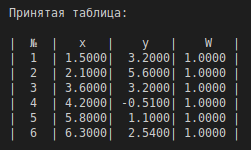 Принятая таблица:
| № | x | y | W |
| 1 | 1.5000| 3.2000| 1.0000 |
| 2 | 2.1000| 5.6000| 1.0000 |
| 3 | 3.6000| 3.2000| 1.0000 |
| 4 | 4.2000| -0.5100| 1.0000 |
| 5 | 5.8000| 1.1000| 1.0000 |
| 6 | 6.3000| 2.5400| 1.0000 |